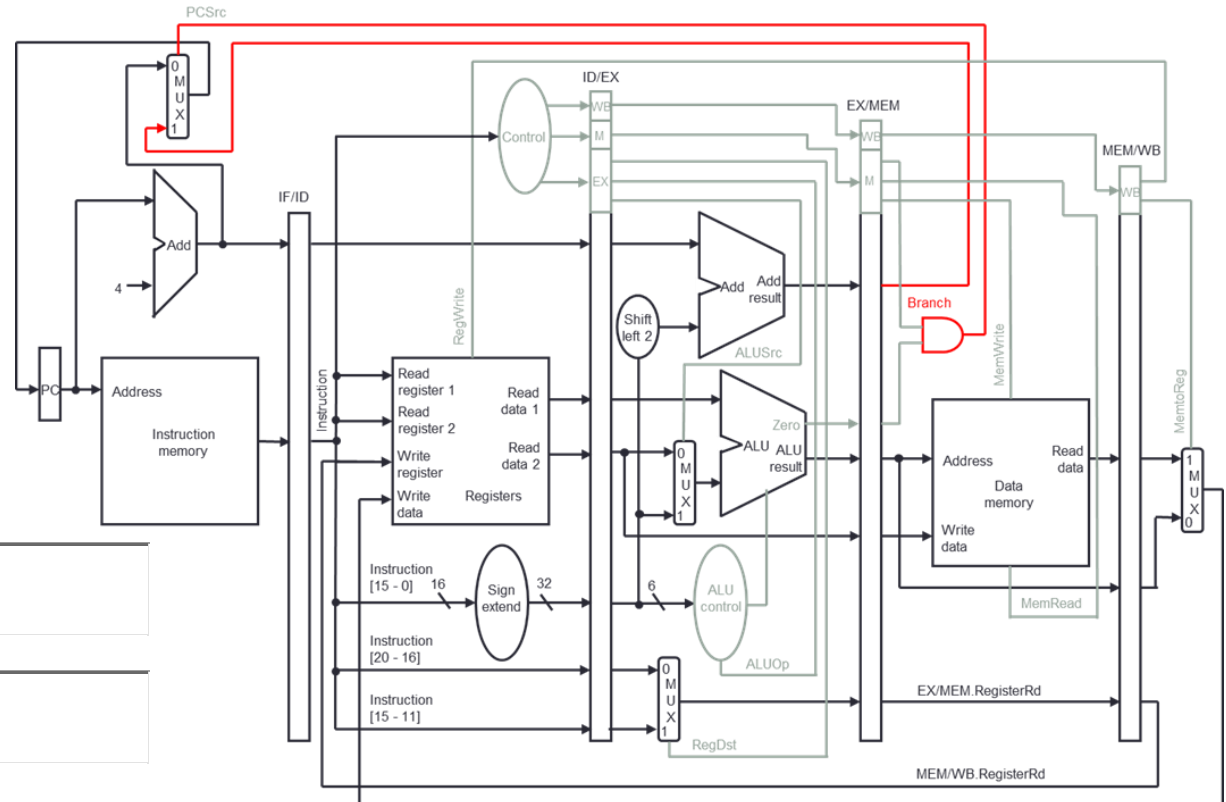 PCSrc
0
M
U
X
1
ID/EX
WB
M
EX
Control
EX/MEM
WB
M
MEM/WB
WB
IF/ID
Add
4
Add
Add
result
Shift
left 2
Branch
RegWrite
ALUSrc
MemWrite
MemtoReg
PC
Address
Instruction
memory
Instruction
Read
register 1
Read
register 2
Write
register
Write
data
Read
data 1
Read
data 2
Registers
0
M
U
X
1
Zero
ALU
ALU
result
Address
Data
memory
Read
data
Write
data
1
M
U
X
0
Instruction
[15 - 0]
16
Sign
extend
32
6
ALU
control
MemRead
ALUOp
Instruction
[20 - 16]
Instruction
[15 - 11]
0
M
U
X
1
RegDst
EX/MEM.RegisterRd
MEM/WB.RegisterRd